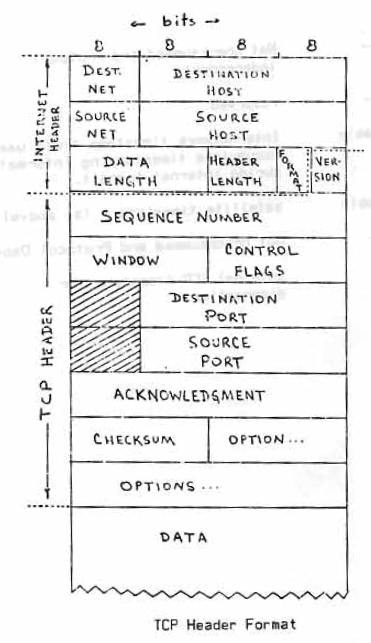 ← bits →
8 8 8 8
DEST. NET DESTINATION HOST
SOURCE NET SOURCE HOST
DATA LENGTH HEADER LENGTH FORMAT VERSION
INTERNET HEADER
SEQUENCE NUMBER
WINDOW CONTROL FLAGS
DESTINATION PORT
SOURCE PORT
ACKNOWLEDGMENT
CHECKSUM OPTION...
OPTIONS...
TCP HEADER
DATA
TCP Header Format